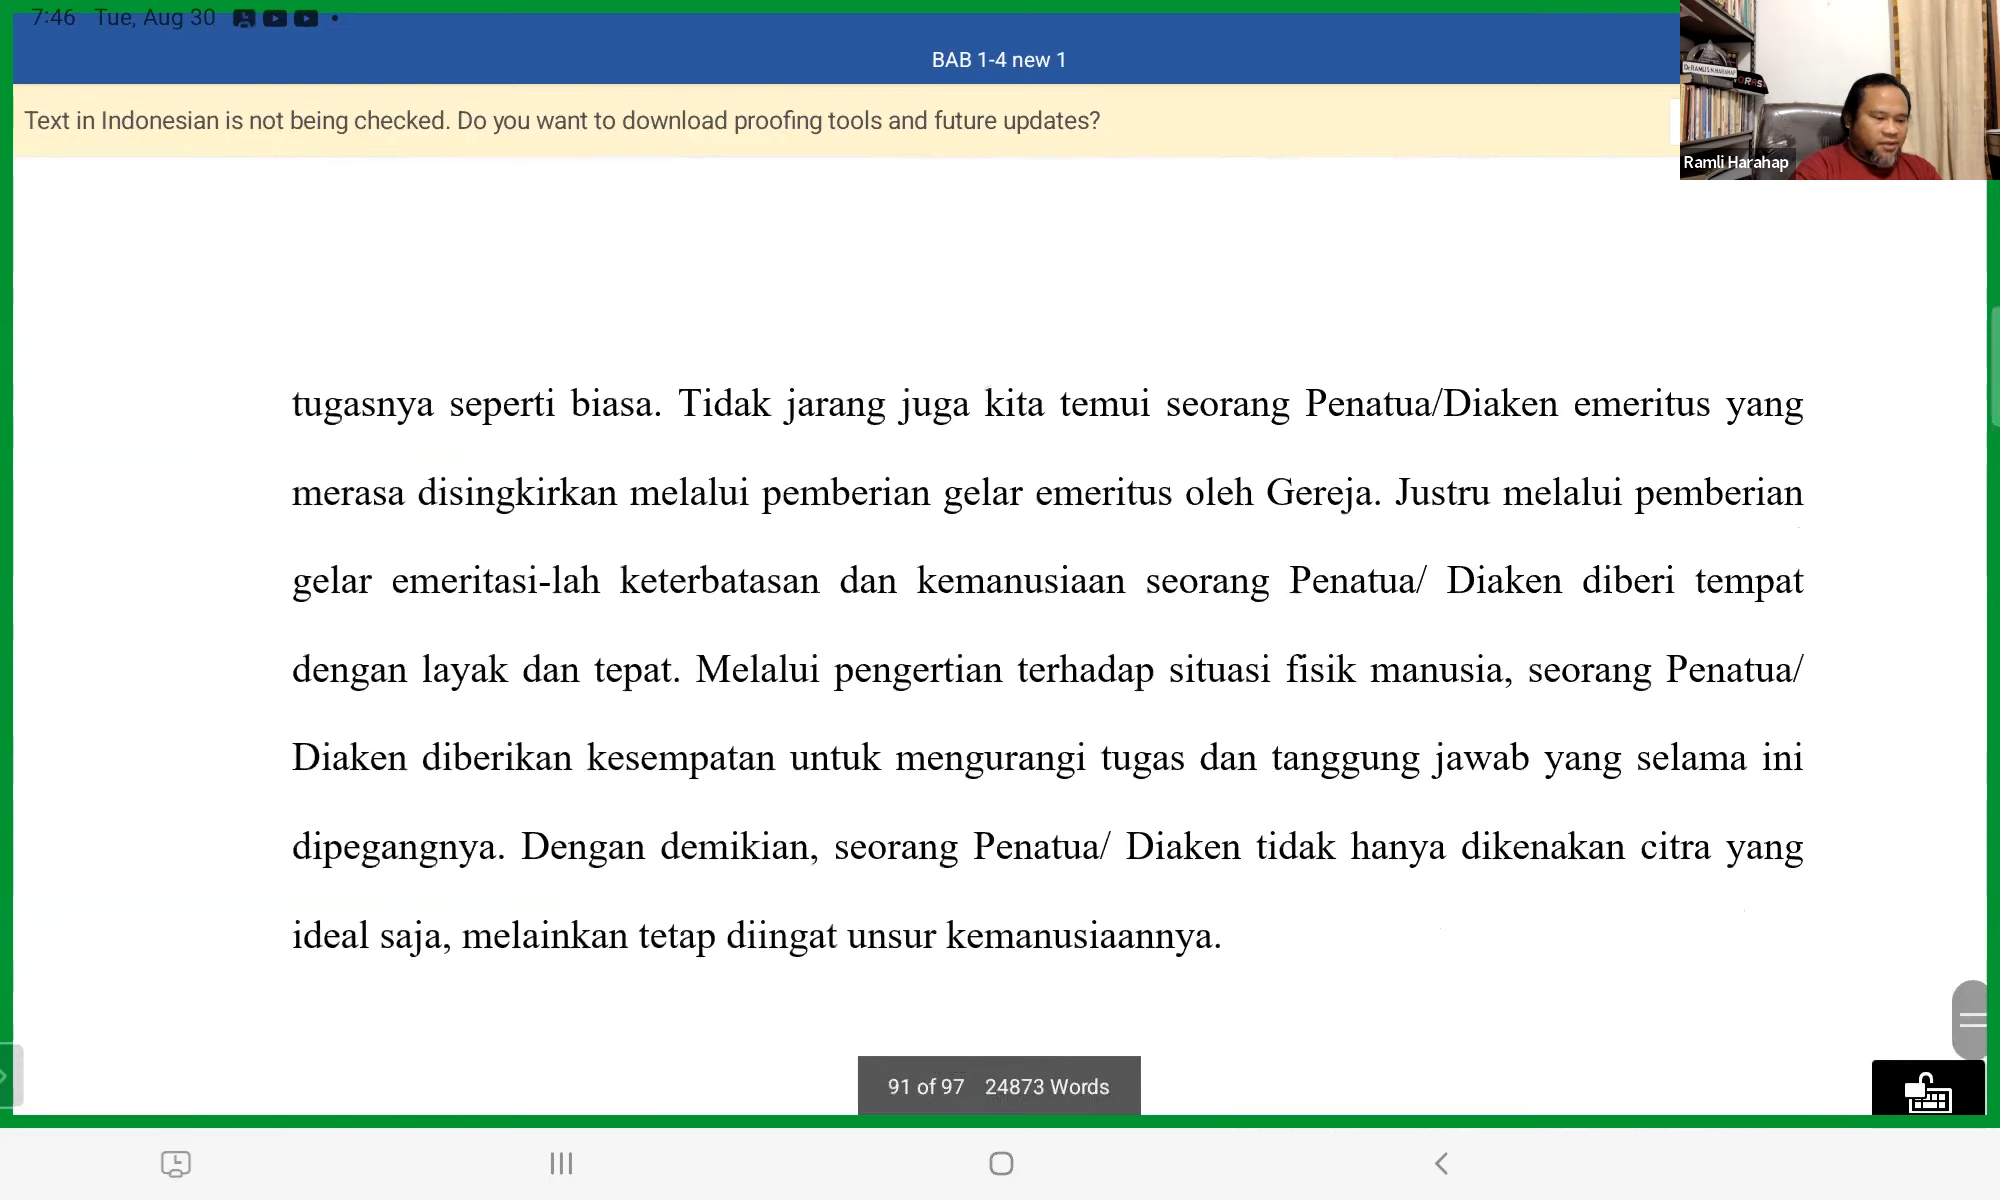 7:46 Tue, Aug 30
BAB 1-4 new 1
Text in Indonesian is not being checked. Do you want to download proofing tools and future updates?
Ramli Harahap
tugasnya seperti biasa. Tidak jarang juga kita temui seorang Penatua/Diaken emeritus yang
merasa disingkirkan melalui pemberian gelar emeritus oleh Gereja. Justru melalui pemberian
gelar emeritasi-lah keterbatasan dan kemanusiaan seorang Penatua/ Diaken diberi tempat
dengan layak dan tepat. Melalui pengertian terhadap situasi fisik manusia, seorang Penatua/
Diaken diberikan kesempatan untuk mengurangi tugas dan tanggung jawab yang selama ini
dipegangnya. Dengan demikian, seorang Penatua/ Diaken tidak hanya dikenakan citra yang
ideal saja, melainkan tetap diingat unsur kemanusiaannya.
91 of 97 24873 Words